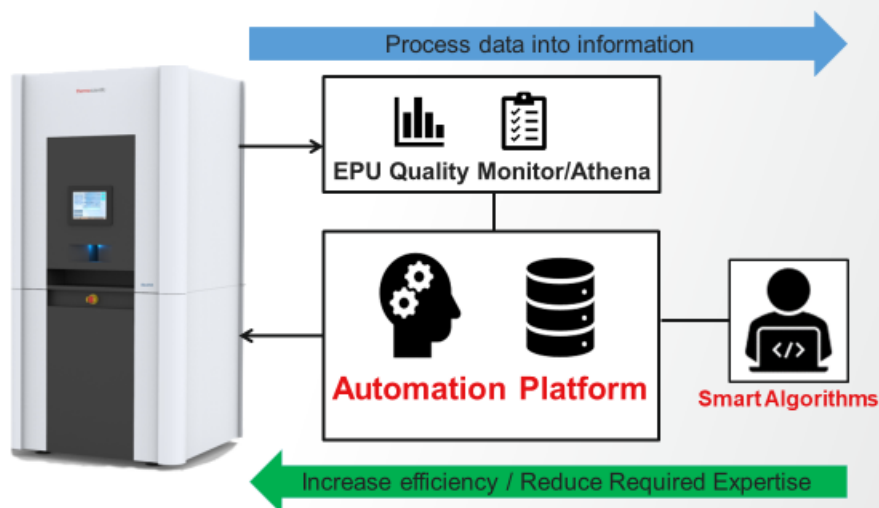 Process data into information
EPU Quality Monitor/Athena
Automation Platform
Smart Algorithms
Increase efficiency / Reduce Required Expertise